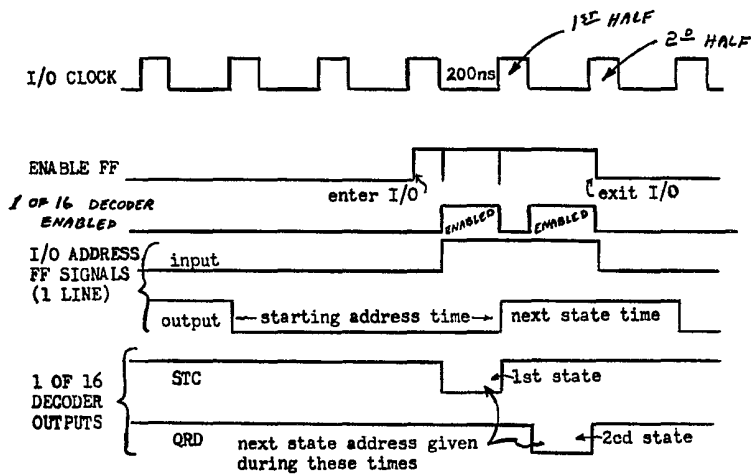 1ST HALF
2D HALF
I/O CLOCK
200ns
ENABLE FF
enter I/O
exit I/O
1 OF 16 DECODER
ENABLED
ENABLED
ENABLED
I/O ADDRESS
FF SIGNALS
(1 LINE)
input
output
starting address time
next state time
1 OF 16
DECODER
OUTPUTS
STC
1st state
QRD
next state address given
during these times
2cd state